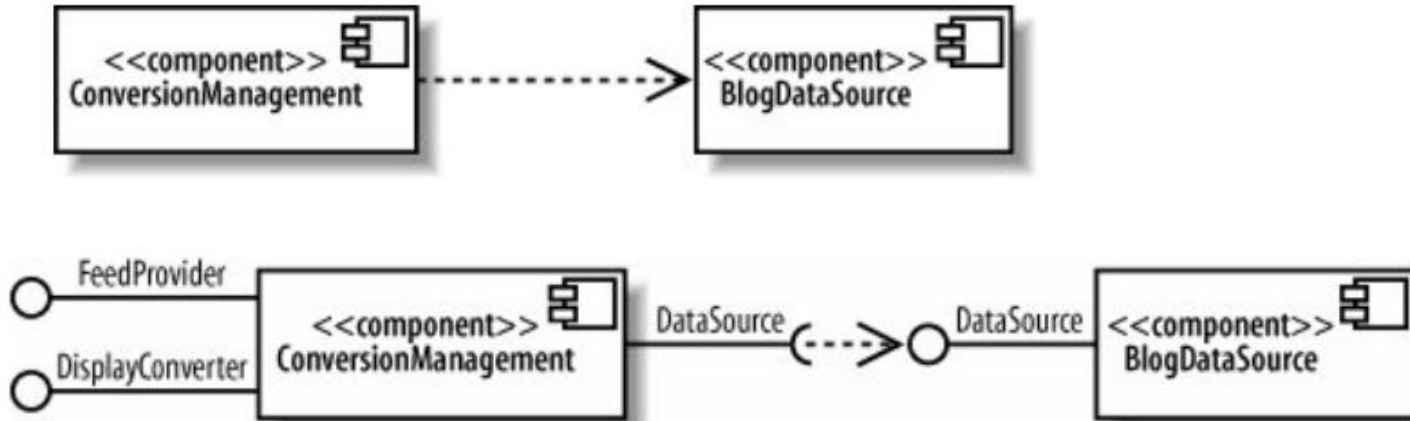 <<component>>
ConversionManagement
<<component>>
BlogDataSource
FeedProvider
DisplayConverter
<<component>>
ConversionManagement
DataSource
DataSource
<<component>>
BlogDataSource